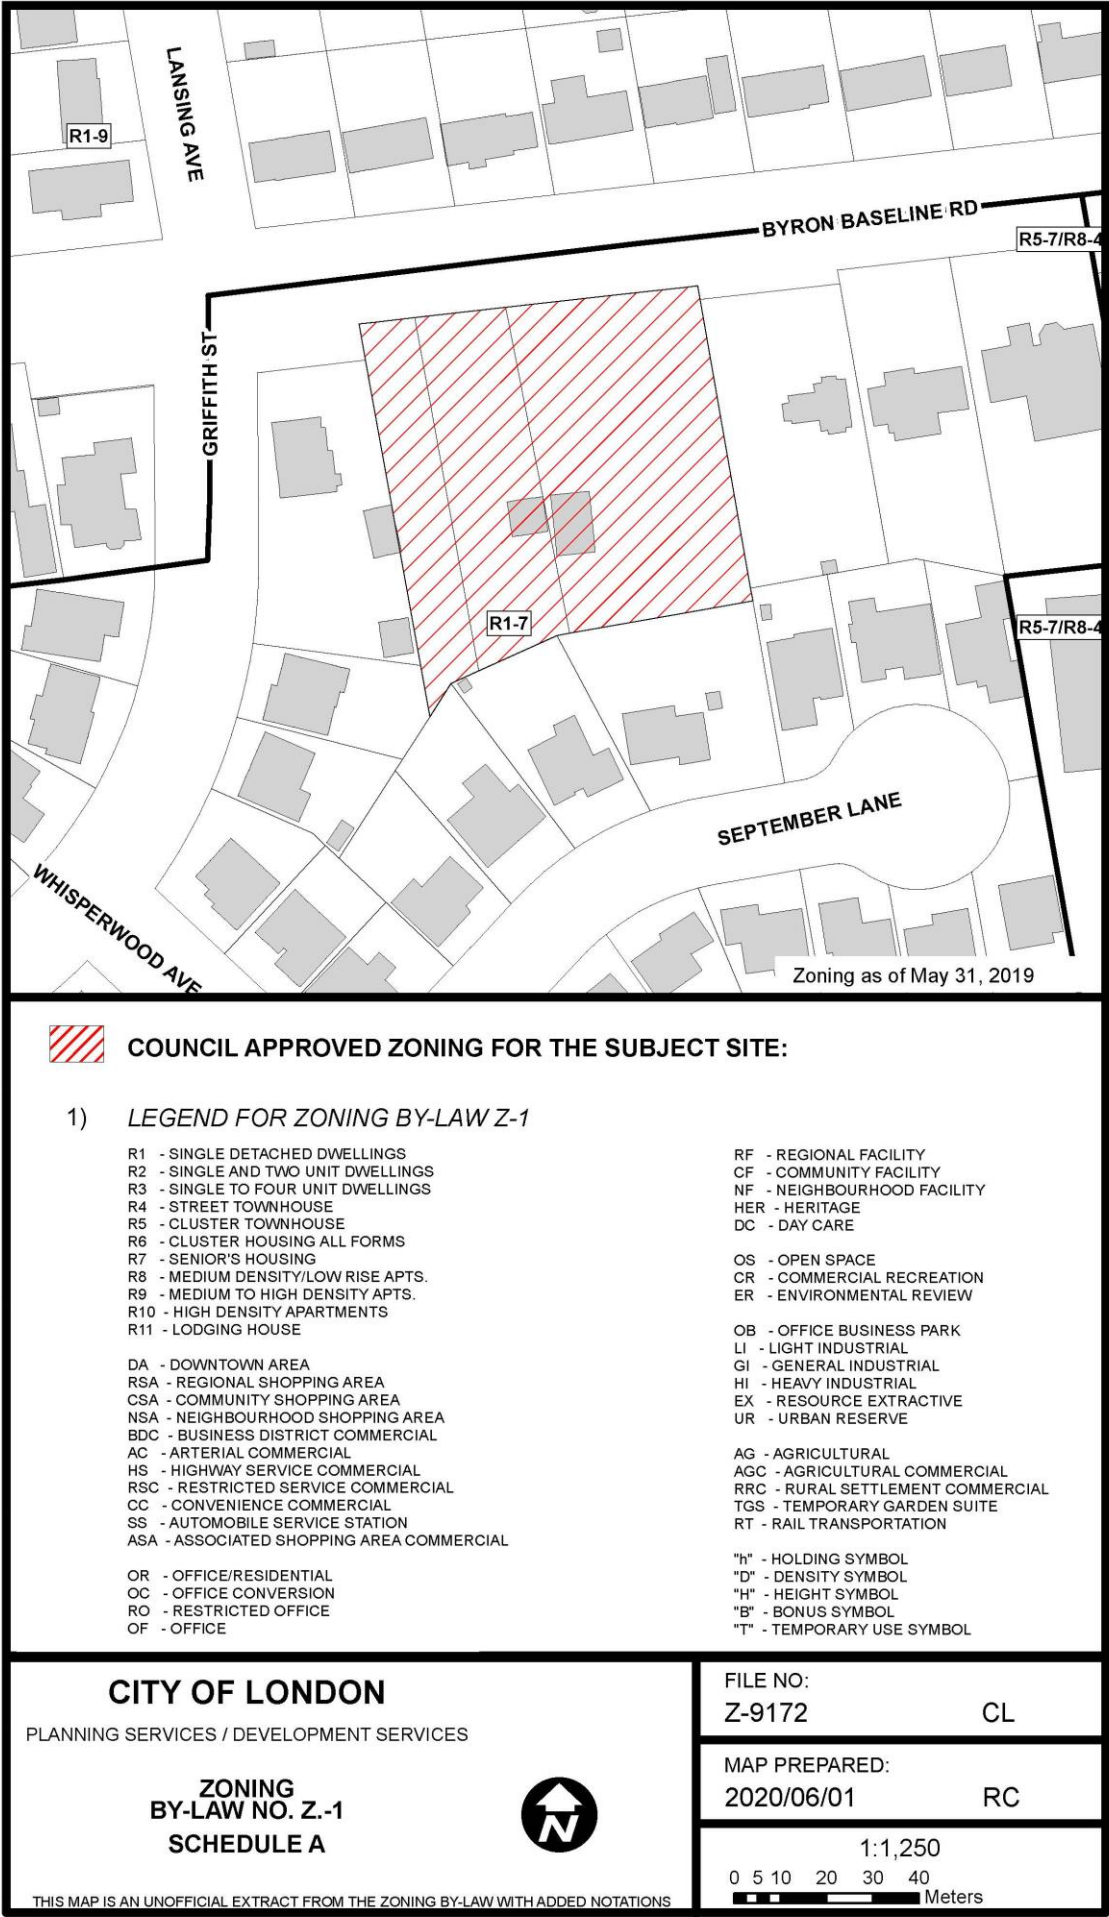 LANSING AVE
R1-9
BYRON BASELINE RD
R5-7/R8-4
GRIFFITH ST
R1-7
R5-7/R8-4
SEPTEMBER LANE
WHISPERWOOD AVE
Zoning as of May 31, 2019
COUNCIL APPROVED ZONING FOR THE SUBJECT SITE:
1) LEGEND FOR ZONING BY-LAW Z-1
R1 - SINGLE DETACHED DWELLINGS
R2 - SINGLE AND TWO UNIT DWELLINGS
R3 - SINGLE TO FOUR UNIT DWELLINGS
R4 - STREET TOWNHOUSE
R5 - CLUSTER TOWNHOUSE
R6 - CLUSTER HOUSING ALL FORMS
R7 - SENIOR'S HOUSING
R8 - MEDIUM DENSITY/LOW RISE APTS.
R9 - MEDIUM TO HIGH DENSITY APTS.
R10 - HIGH DENSITY APARTMENTS
R11 - LODGING HOUSE
DA - DOWNTOWN AREA
RSA - REGIONAL SHOPPING AREA
CSA - COMMUNITY SHOPPING AREA
NSA - NEIGHBOURHOOD SHOPPING AREA
BDC - BUSINESS DISTRICT COMMERCIAL
AC - ARTERIAL COMMERCIAL
HS - HIGHWAY SERVICE COMMERCIAL
RSC - RESTRICTED SERVICE COMMERCIAL
CC - CONVENIENCE COMMERCIAL
SS - AUTOMOBILE SERVICE STATION
ASA - ASSOCIATED SHOPPING AREA COMMERCIAL
OR - OFFICE/RESIDENTIAL
OC - OFFICE CONVERSION
RO - RESTRICTED OFFICE
OF - OFFICE
RF - REGIONAL FACILITY
CF - COMMUNITY FACILITY
NF - NEIGHBOURHOOD FACILITY
HER - HERITAGE
DC - DAY CARE
OS - OPEN SPACE
CR - COMMERCIAL RECREATION
ER - ENVIRONMENTAL REVIEW
OB - OFFICE BUSINESS PARK
LI - LIGHT INDUSTRIAL
GI - GENERAL INDUSTRIAL
HI - HEAVY INDUSTRIAL
EX - RESOURCE EXTRACTIVE
UR - URBAN RESERVE
AG - AGRICULTURAL
AGC - AGRICULTURAL COMMERCIAL
RRC - RURAL SETTLEMENT COMMERCIAL
TGS - TEMPORARY GARDEN SUITE
RT - RAIL TRANSPORTATION
"h" - HOLDING SYMBOL
"D" - DENSITY SYMBOL
"H" - HEIGHT SYMBOL
"B" - BONUS SYMBOL
"T" - TEMPORARY USE SYMBOL
CITY OF LONDON
PLANNING SERVICES / DEVELOPMENT SERVICES
ZONING
BY-LAW NO. Z.-1
SCHEDULE A
N
THIS MAP IS AN UNOFFICIAL EXTRACT FROM THE ZONING BY-LAW WITH ADDED NOTATIONS
FILE NO:
Z-9172 CL
MAP PREPARED:
2020/06/01 RC
1:1,250
0 5 10 20 30 40
Meters